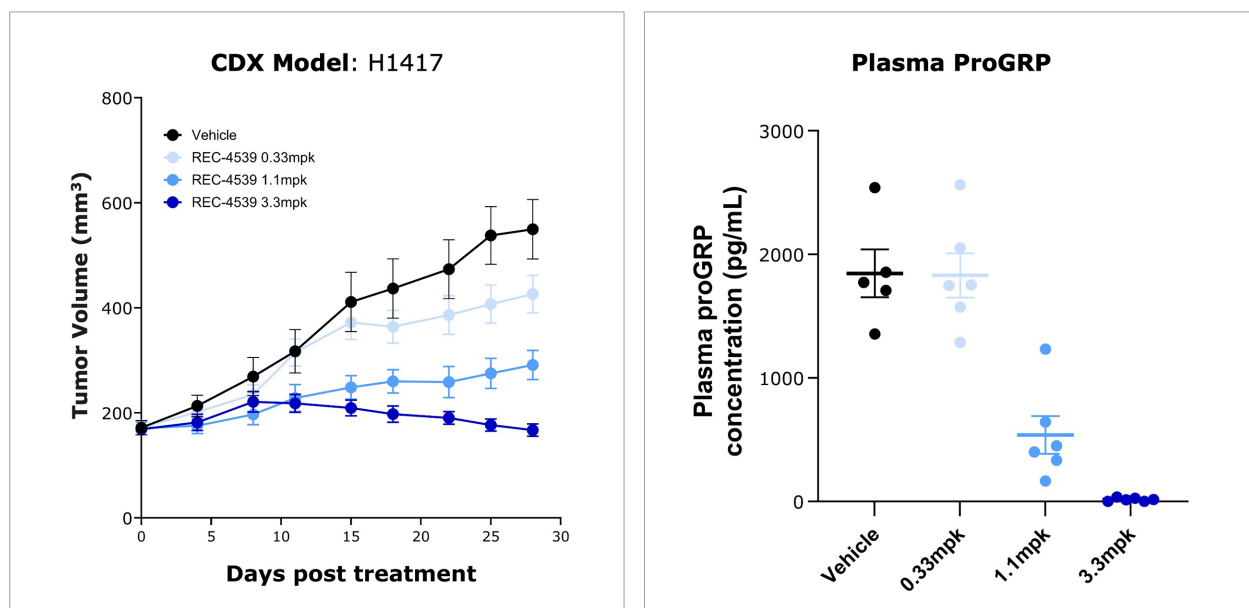 CDX Model: H1417
Tumor Volume (mm³)
800
600
400
200
0
Vehicle
REC-4539 0.33mpk
REC-4539 1.1mpk
REC-4539 3.3mpk
0 5 10 15 20 25 30
Days post treatment
Plasma ProGRP
Plasma proGRP
concentration (pg/mL)
3000
2000
1000
0
Vehicle
0.33mpk
1.1mpk
3.3mpk